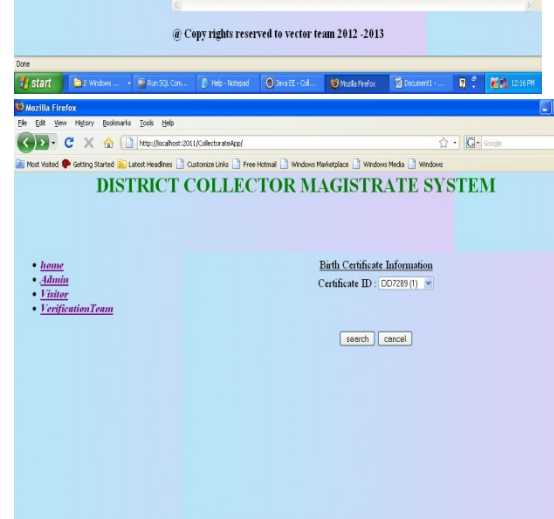 @ Copy rights reserved to vector team 2012 -2013
Done
start 2 Windows ... Run SQL Com... Help - Notepad Java EE - Coll... Mozilla Firefox Document1 - ... 12:16 PM
Mozilla Firefox
File Edit View History Bookmarks Tools Help
http://localhost:2011/CollectorateApp/ Google
Most Visited Getting Started Latest Headlines Customize Links Free Hotmail Windows Marketplace Windows Media Windows
DISTRICT COLLECTOR MAGISTRATE SYSTEM
• home
• Admin
• Visitor
• VerificationTeam
Birth Certificate Information
Certificate ID : DD7289 (1)
search cancel